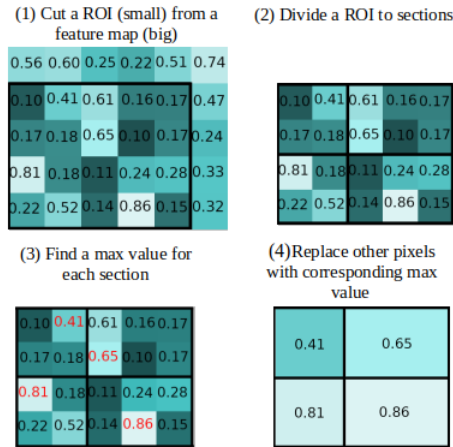 (1) Cut a ROI (small) from a
feature map (big)
0.56 0.60 0.25 0.22 0.51 0.74
0.10 0.41 0.61 0.16 0.17 0.47
0.17 0.18 0.65 0.10 0.17 0.24
0.81 0.18 0.11 0.24 0.28 0.33
0.22 0.52 0.14 0.86 0.15 0.32
(2) Divide a ROI to sections
0.10 0.41 0.61 0.16 0.17
0.17 0.18 0.65 0.10 0.17
0.81 0.18 0.11 0.24 0.28
0.22 0.52 0.14 0.86 0.15
(3) Find a max value for
each section
0.10 0.41 0.61 0.16 0.17
0.17 0.18 0.65 0.10 0.17
0.81 0.18 0.11 0.24 0.28
0.22 0.52 0.14 0.86 0.15
(4)Replace other pixels
with corresponding max
value
0.41 0.65
0.81 0.86